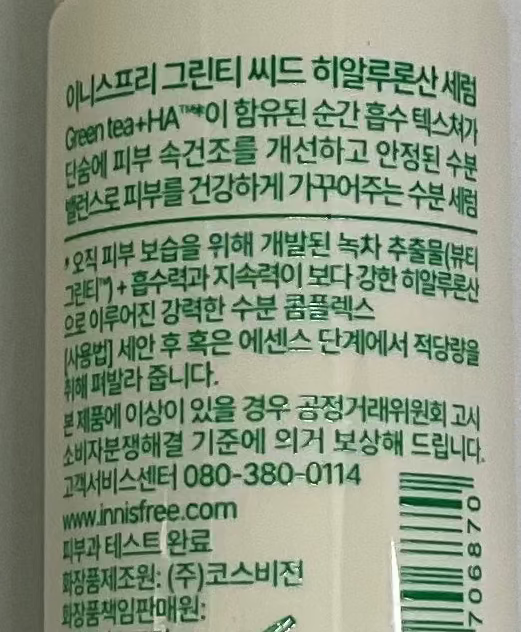 이니스프리 그린티 씨드 히알루론산 세럼
Green tea+HA™*이 함유된 순간 흡수 텍스쳐가
단숨에 피부 속건조를 개선하고 안정된 수분
밸런스로 피부를 건강하게 가꾸어주는 수분 세럼
* 오직 피부 보습을 위해 개발된 녹차 추출물(뷰티
그린티™) + 흡수력과 지속력이 보다 강한 히알루론산
으로 이루어진 강력한 수분 콤플렉스
[사용법] 세안 후 혹은 에센스 단계에서 적당량을
취해 펴발라 줍니다.
본 제품에 이상이 있을 경우 공정거래위원회 고시
소비자분쟁해결 기준에 의거 보상해 드립니다.
고객서비스센터 080-380-0114
www.innisfree.com
피부과 테스트 완료
화장품제조원: (주)코스비전
화장품책임판매원:
706870